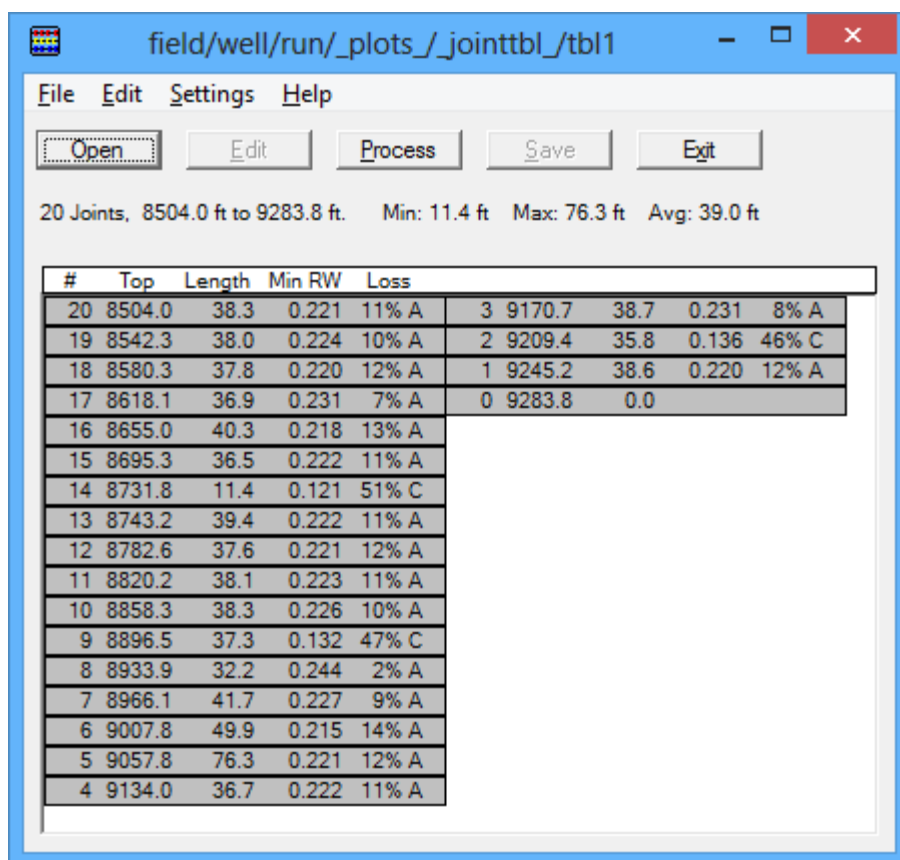 field/well/run/_plots_/_jointtbl_/tbl1
File Edit Settings Help
Open Edit Process Save Exit
20 Joints, 8504.0 ft to 9283.8 ft. Min: 11.4 ft Max: 76.3 ft Avg: 39.0 ft
# Top Length Min RW Loss
20 8504.0 38.3 0.221 11% A 3 9170.7 38.7 0.231 8% A
19 8542.3 38.0 0.224 10% A 2 9209.4 35.8 0.136 46% C
18 8580.3 37.8 0.220 12% A 1 9245.2 38.6 0.220 12% A
17 8618.1 36.9 0.231 7% A 0 9283.8 0.0
16 8655.0 40.3 0.218 13% A
15 8695.3 36.5 0.222 11% A
14 8731.8 11.4 0.121 51% C
13 8743.2 39.4 0.222 11% A
12 8782.6 37.6 0.221 12% A
11 8820.2 38.1 0.223 11% A
10 8858.3 38.3 0.226 10% A
9 8896.5 37.3 0.132 47% C
8 8933.9 32.2 0.244 2% A
7 8966.1 41.7 0.227 9% A
6 9007.8 49.9 0.215 14% A
5 9057.8 76.3 0.221 12% A
4 9134.0 36.7 0.222 11% A